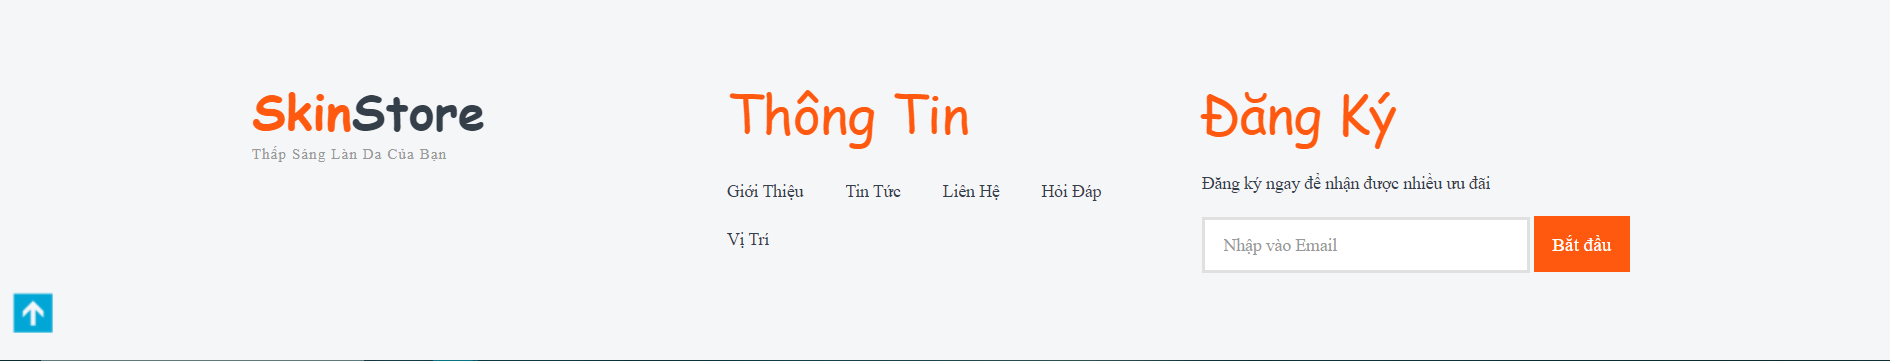 SkinStore
Thấp Sáng Làn Da Của Bạn
Thông Tin
Giới Thiệu Tin Tức Liên Hệ Hỏi Đáp
Vị Trí
Đăng Ký
Đăng ký ngay để nhận được nhiều ưu đãi
Nhập vào Email Bắt đầu